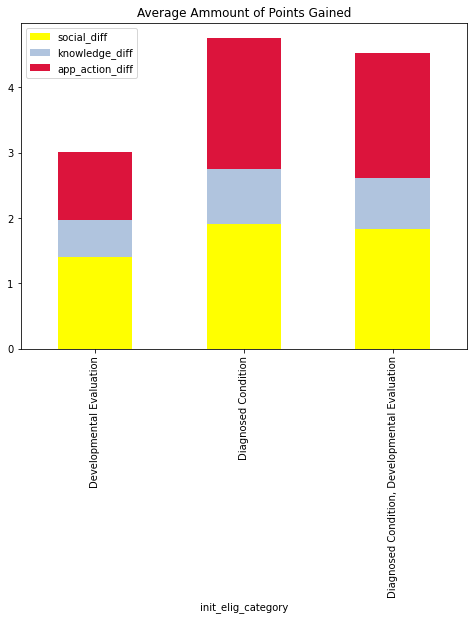 Average Ammount of Points Gained
social_diff
knowledge_diff
app_action_diff
4
3
2
1
0
Developmental Evaluation
Diagnosed Condition
Diagnosed Condition, Developmental Evaluation
init_elig_category